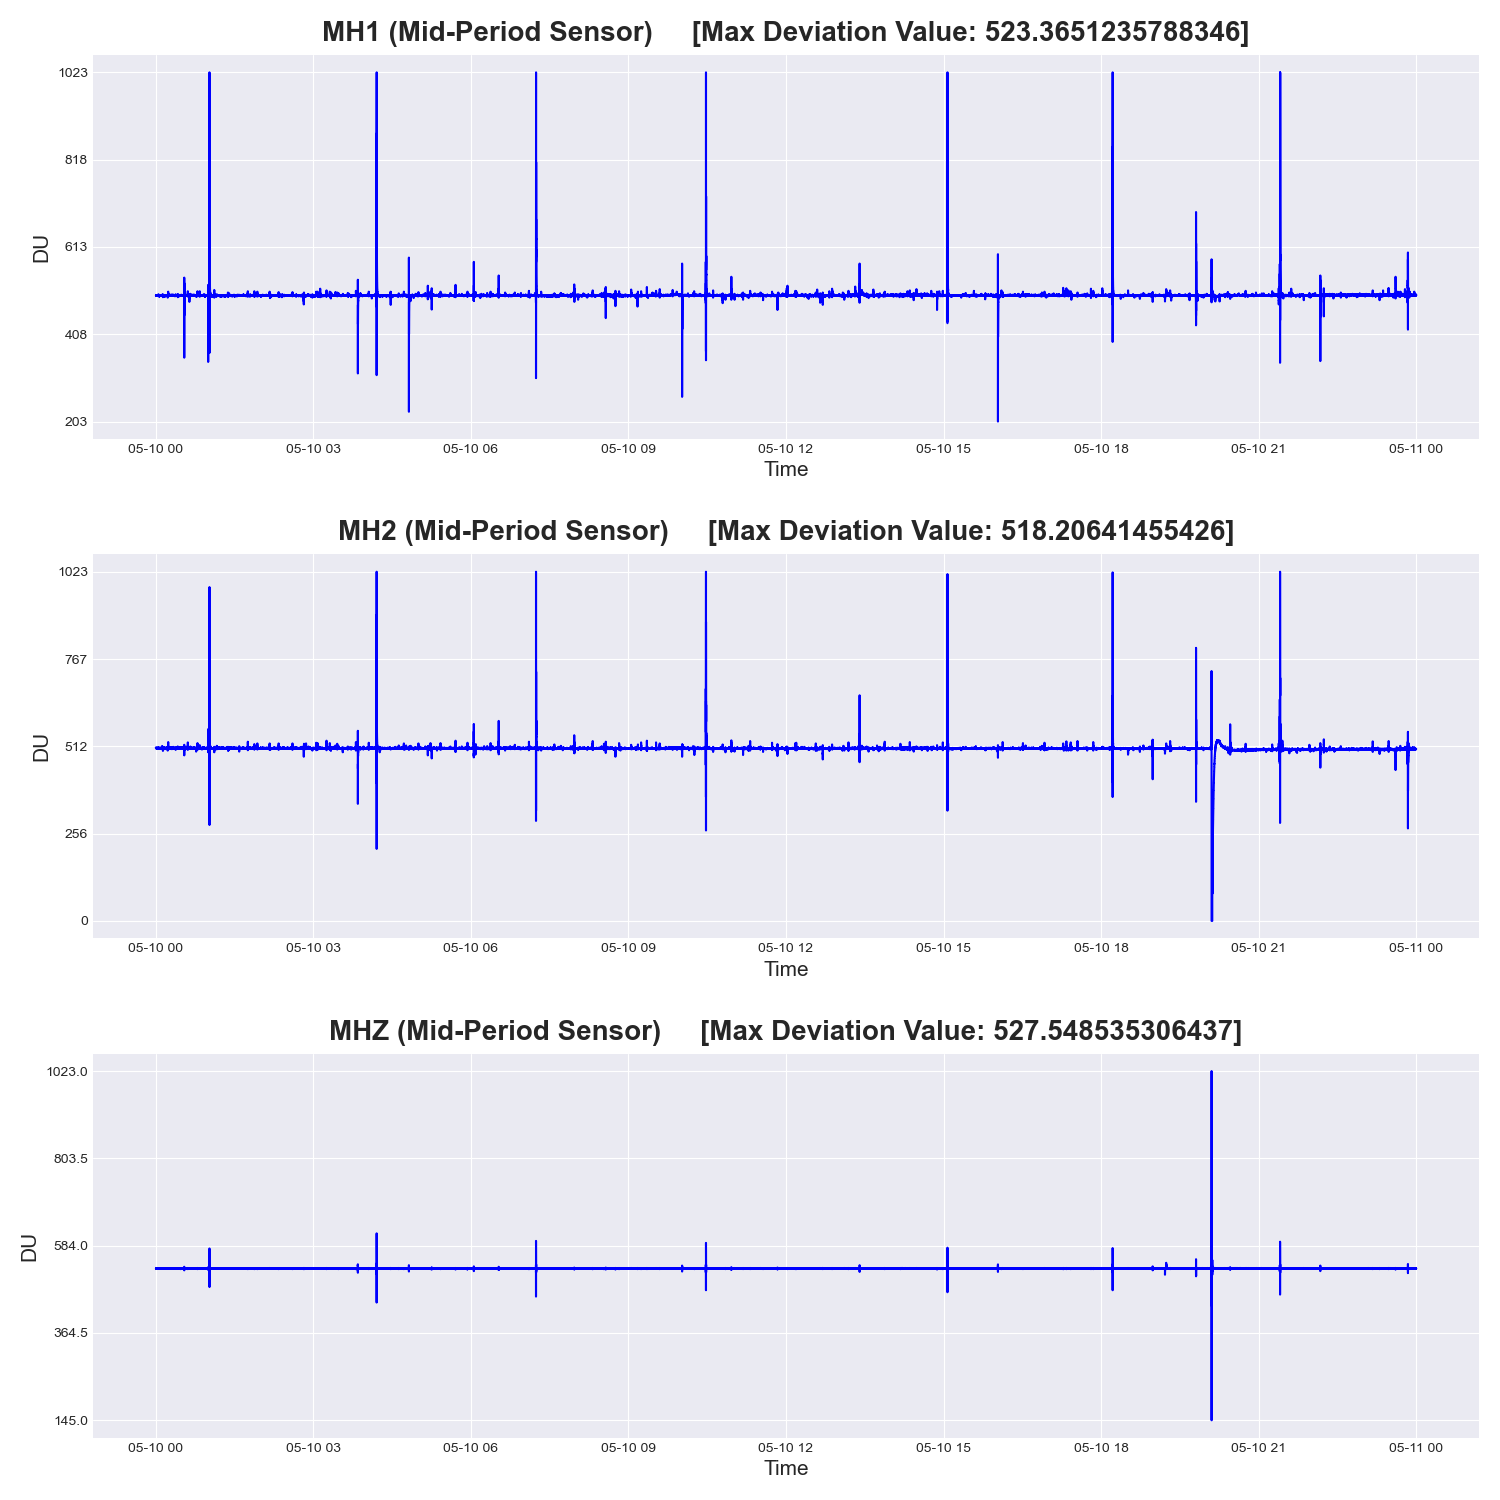 MH1 (Mid-Period Sensor)     [Max Deviation Value: 523.3651235788346]
DU
1023
818
613
408
203
05-10 00 05-10 03 05-10 06 05-10 09 05-10 12 05-10 15 05-10 18 05-10 21 05-11 00
Time
MH2 (Mid-Period Sensor)     [Max Deviation Value: 518.20641455426]
DU
1023
767
512
256
0
05-10 00 05-10 03 05-10 06 05-10 09 05-10 12 05-10 15 05-10 18 05-10 21 05-11 00
Time
MHZ (Mid-Period Sensor)     [Max Deviation Value: 527.548535306437]
DU
1023.0
803.5
584.0
364.5
145.0
05-10 00 05-10 03 05-10 06 05-10 09 05-10 12 05-10 15 05-10 18 05-10 21 05-11 00
Time